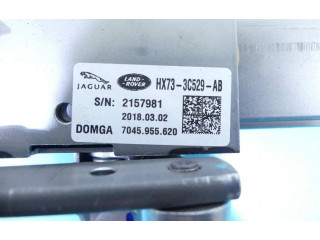 JAGUAR LAND-ROVER HX73-3C529-AB
S/N: 2157981
2018.03.02
DOMGA 7045.955.620